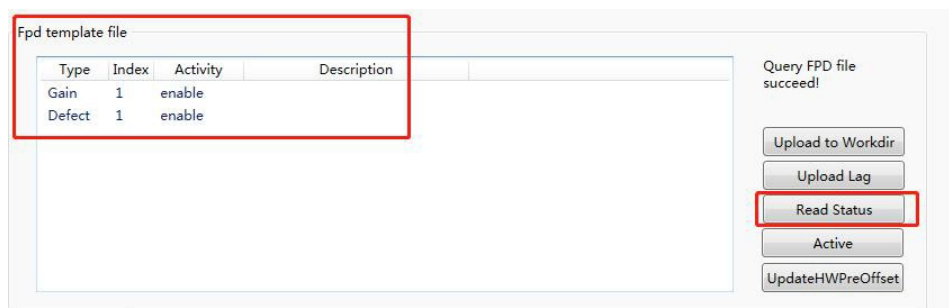 Fpd template file
Type Index Activity Description
Gain 1 enable
Defect 1 enable
Query FPD file
succeed!
Upload to Workdir
Upload Lag
Read Status
Active
UpdateHWPreOffset